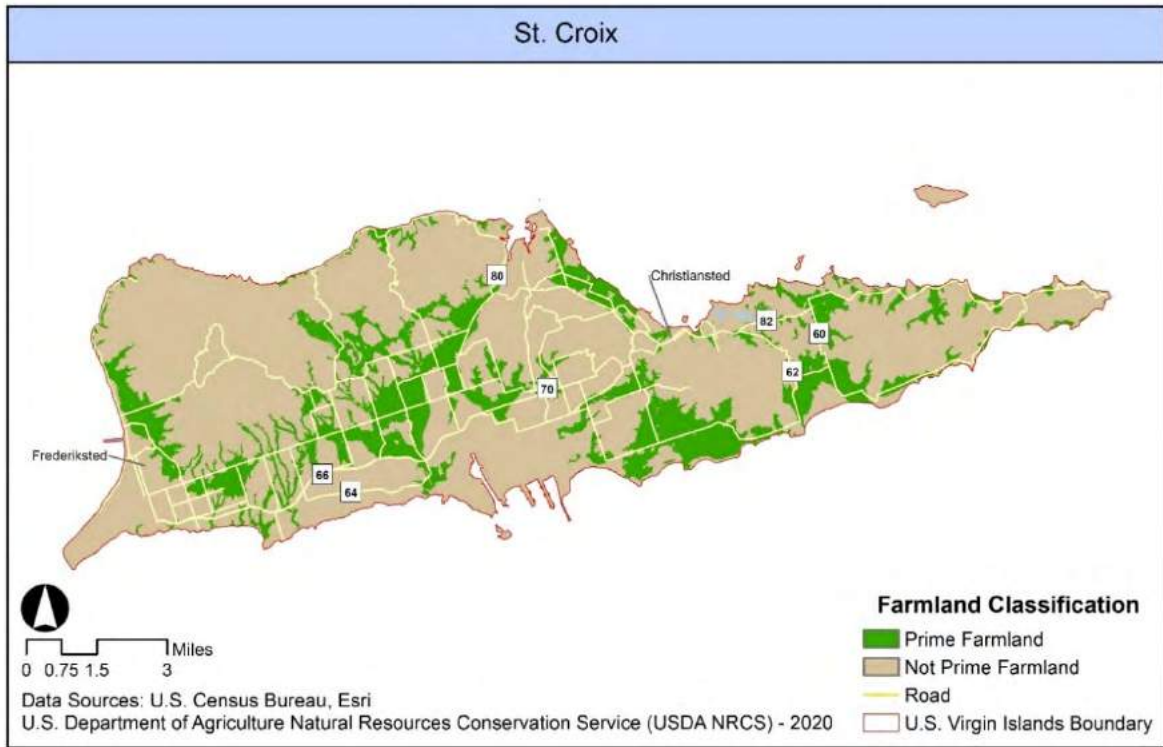 St. Croix
80
Christiansted
82
60
62
70
Frederiksted
66
64
Miles
0 0.75 1.5 3
Data Sources: U.S. Census Bureau, Esri
U.S. Department of Agriculture Natural Resources Conservation Service (USDA NRCS) - 2020
Farmland Classification
Prime Farmland
Not Prime Farmland
Road
U.S. Virgin Islands Boundary